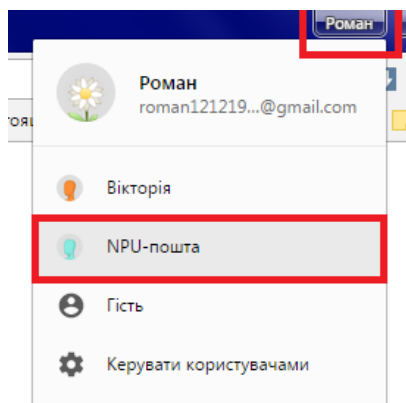 Роман
Роман
roman121219...@gmail.com
Вікторія
NPU-пошта
Гість
Керувати користувачами